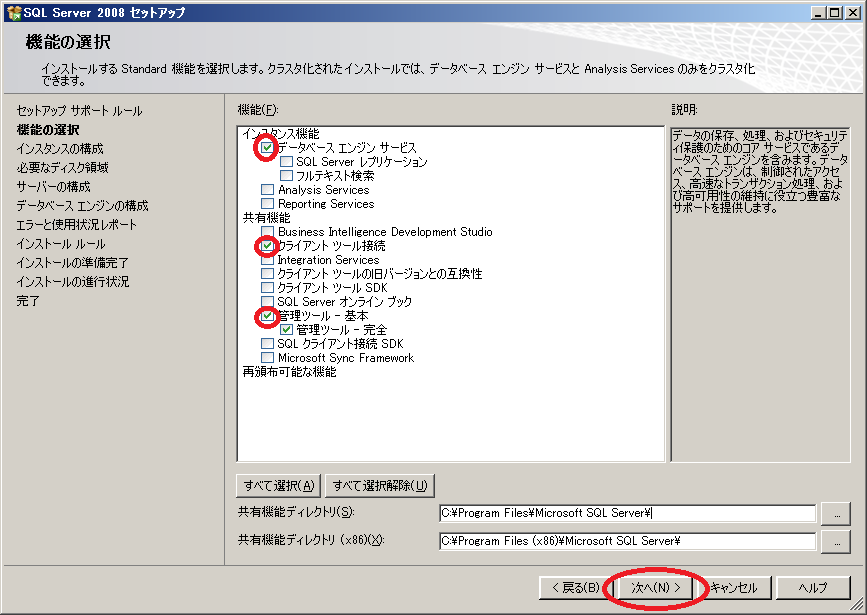 SQL Server 2008 セットアップ
機能の選択
インストールする Standard 機能を選択します。クラスタ化されたインストールでは、データベース エンジン サービスと Analysis Services のみをクラスタ化
できます。
セットアップ サポート ルール
機能の選択
インスタンスの構成
必要なディスク領域
サーバーの構成
データベース エンジンの構成
エラーと使用状況レポート
インストール ルール
インストールの準備完了
インストールの進行状況
完了
機能(F):
インスタンス機能
データベース エンジン サービス
SQL Server レプリケーション
フルテキスト検索
Analysis Services
Reporting Services
共有機能
Business Intelligence Development Studio
クライアント ツール接続
Integration Services
クライアント ツールの旧バージョンとの互換性
クライアント ツール SDK
SQL Server オンライン ブック
管理ツール - 基本
管理ツール - 完全
SQL クライアント接続 SDK
Microsoft Sync Framework
再頒布可能な機能
説明:
データの保存、処理、およびセキュリテ
ィ保護のためのコア サービスであるデ
ータベース エンジンを含みます。データ
ベース エンジンは、制御されたアクセ
ス、高速なトランザクション処理、およ
び高可用性の維持に役立つ豊富な
サポートを提供します。
すべて選択(A)
すべて選択解除(U)
共有機能ディレクトリ(S):
C:¥Program Files¥Microsoft SQL Server¥
...
共有機能ディレクトリ (x86)(X):
C:¥Program Files (x86)¥Microsoft SQL Server¥
...
< 戻る(B)
次へ(N) >
キャンセル
ヘルプ